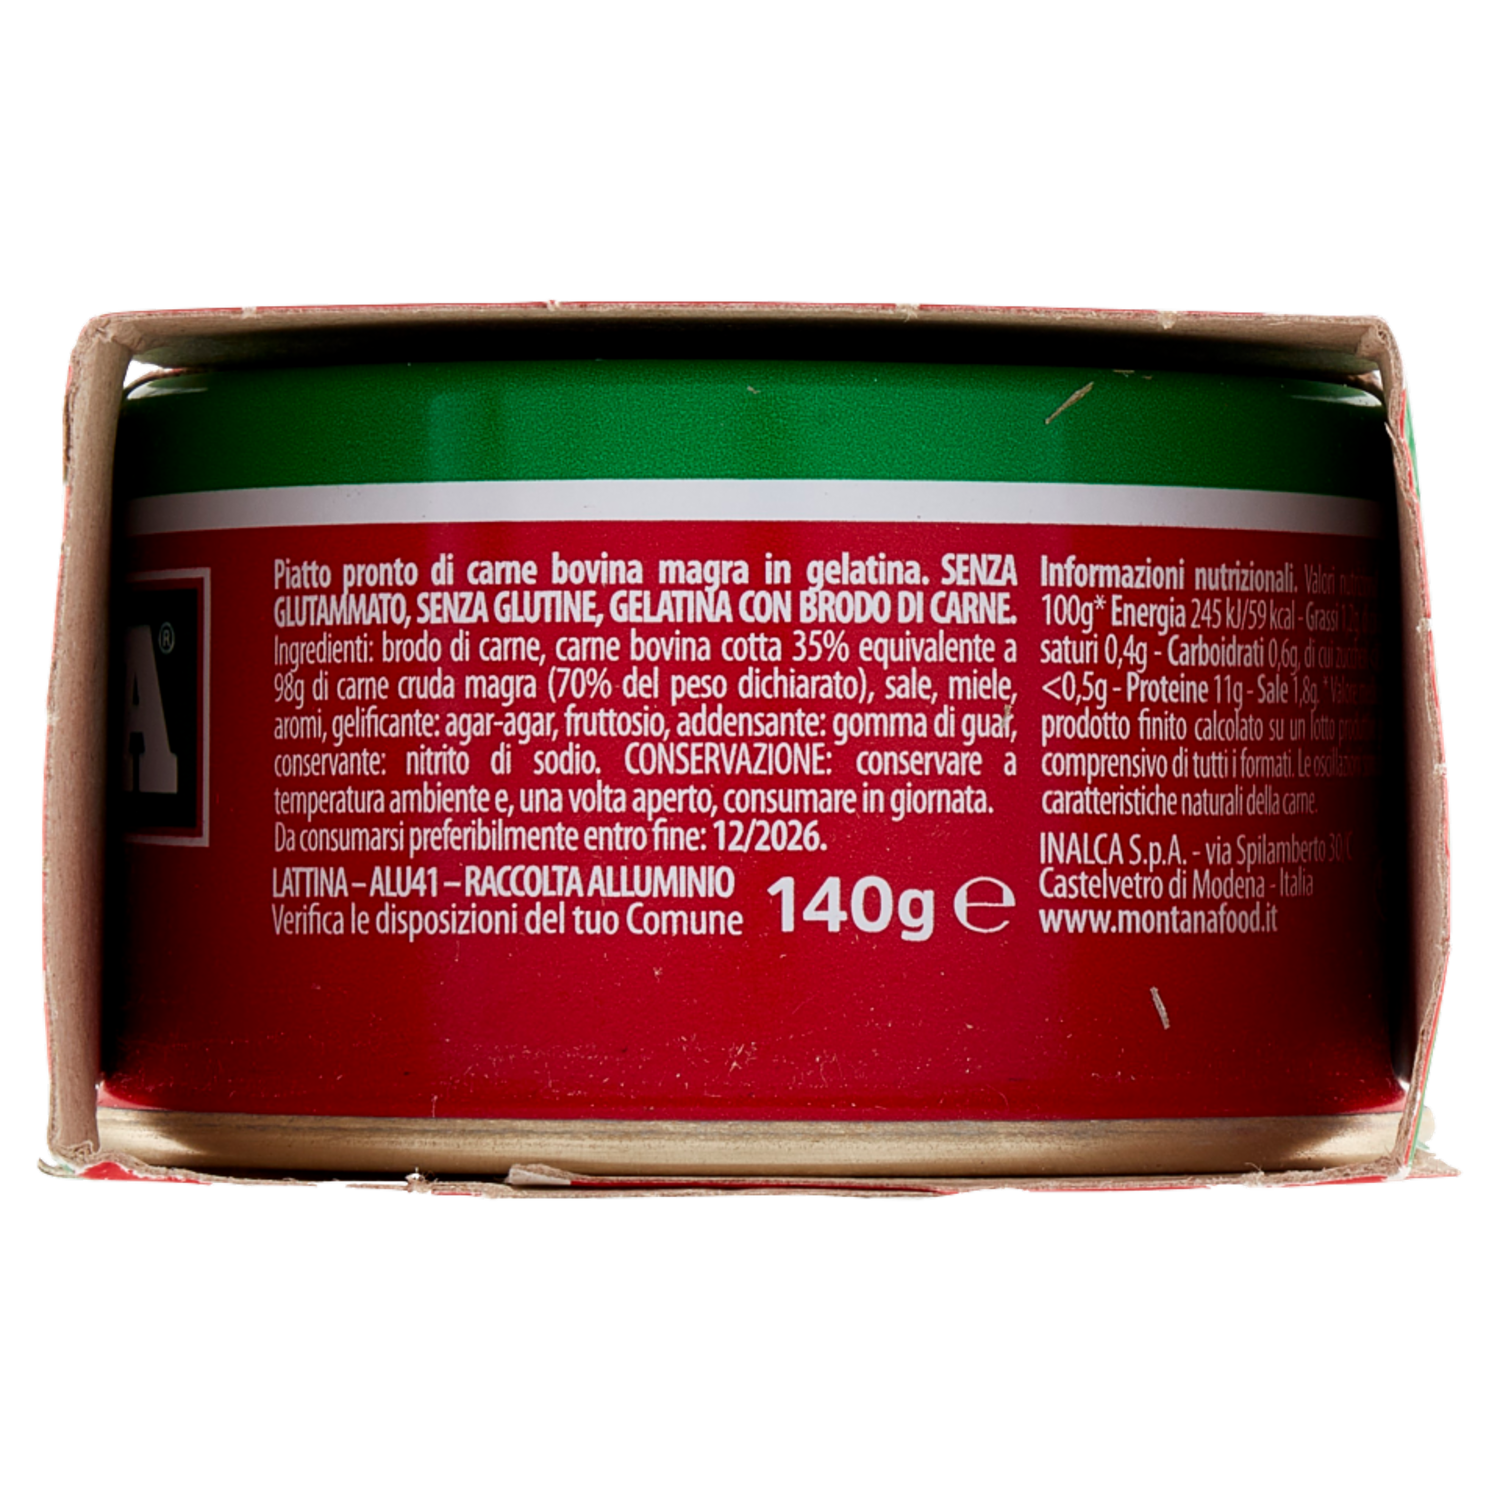 A®
Piatto pronto di carne bovina magra in gelatina. SENZA
GLUTAMMATO, SENZA GLUTINE, GELATINA CON BRODO DI CARNE.
Ingredienti: brodo di carne, carne bovina cotta 35% equivalente a
98g di carne cruda magra (70% del peso dichiarato), sale, miele,
aromi, gelificante: agar-agar, fruttosio, addensante: gomma di guar,
conservante: nitrito di sodio. CONSERVAZIONE: conservare a
temperatura ambiente e, una volta aperto, consumare in giornata.
Da consumarsi preferibilmente entro fine: 12/2026.
LATTINA – ALU41 – RACCOLTA ALLUMINIO
Verifica le disposizioni del tuo Comune
140g ℮
Informazioni nutrizionali. Valori
100g* Energia 245 kJ/59 kcal - Grassi 1,2g
saturi 0,4g - Carboidrati 0,6g, di cui
<0,5g - Proteine 11g - Sale 1,8g. *
prodotto finito calcolato su un lotto
comprensivo di tutti i formati. Le
caratteristiche naturali della carne.
INALCA S.p.A. - via Spilamberto 30
Castelvetro di Modena - Italia
www.montanafood.it